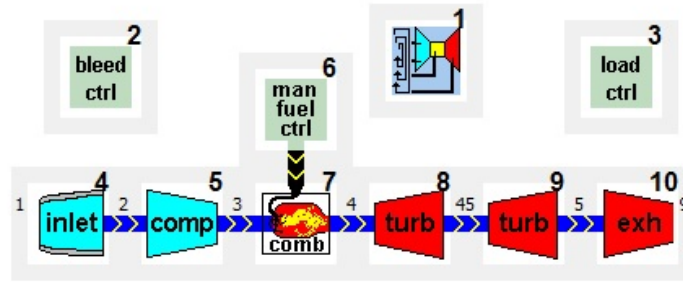 1
2
bleed
ctrl
3
load
ctrl
6
man
fuel
ctrl
1 4 2 5 3 7 4 8 45 9 5 10 9
inlet comp comb turb turb exh